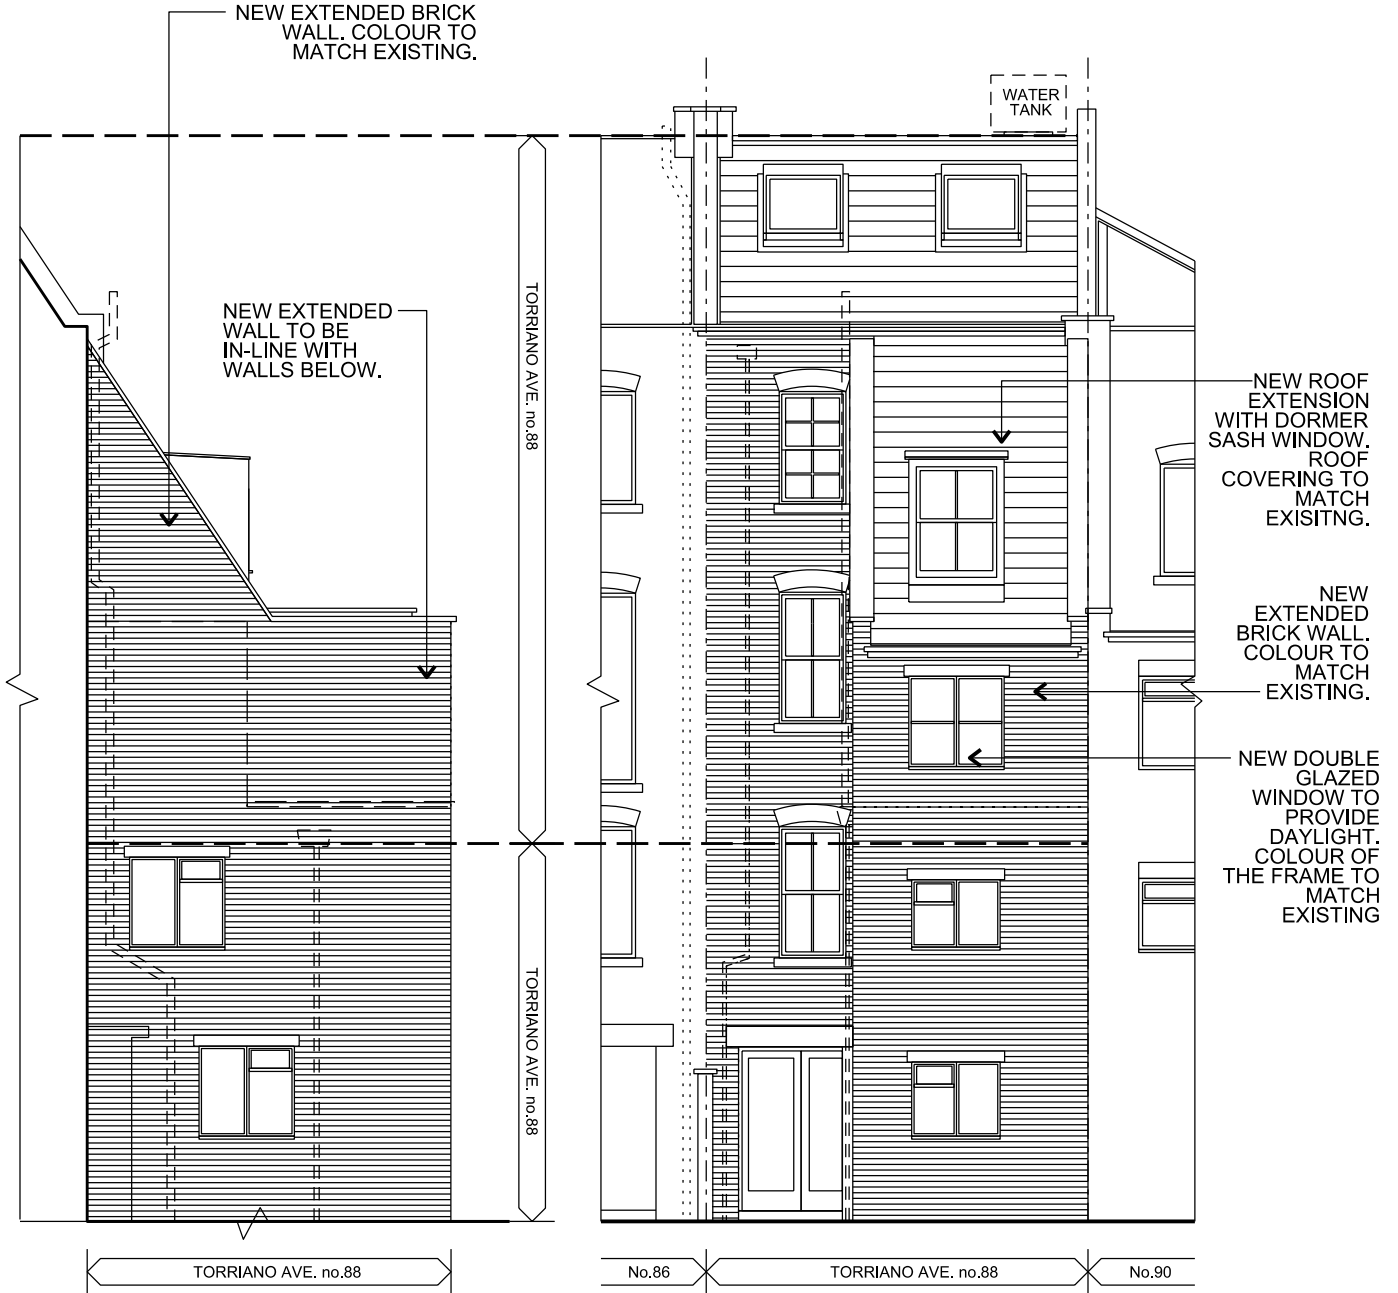 NEW EXTENDED BRICK
WALL. COLOUR TO
MATCH EXISTING.
WATER
TANK
NEW EXTENDED
WALL TO BE
IN-LINE WITH
WALLS BELOW.
TORRIANO AVE. no.88
NEW ROOF
EXTENSION
WITH DORMER
SASH WINDOW.
ROOF
COVERING TO
MATCH
EXISITNG.
NEW
EXTENDED
BRICK WALL.
COLOUR TO
MATCH
EXISTING.
NEW DOUBLE
GLAZED
WINDOW TO
PROVIDE
DAYLIGHT.
COLOUR OF
THE FRAME TO
MATCH
EXISTING
TORRIANO AVE. no.88
TORRIANO AVE. no.88
No.86
TORRIANO AVE. no.88
No.90